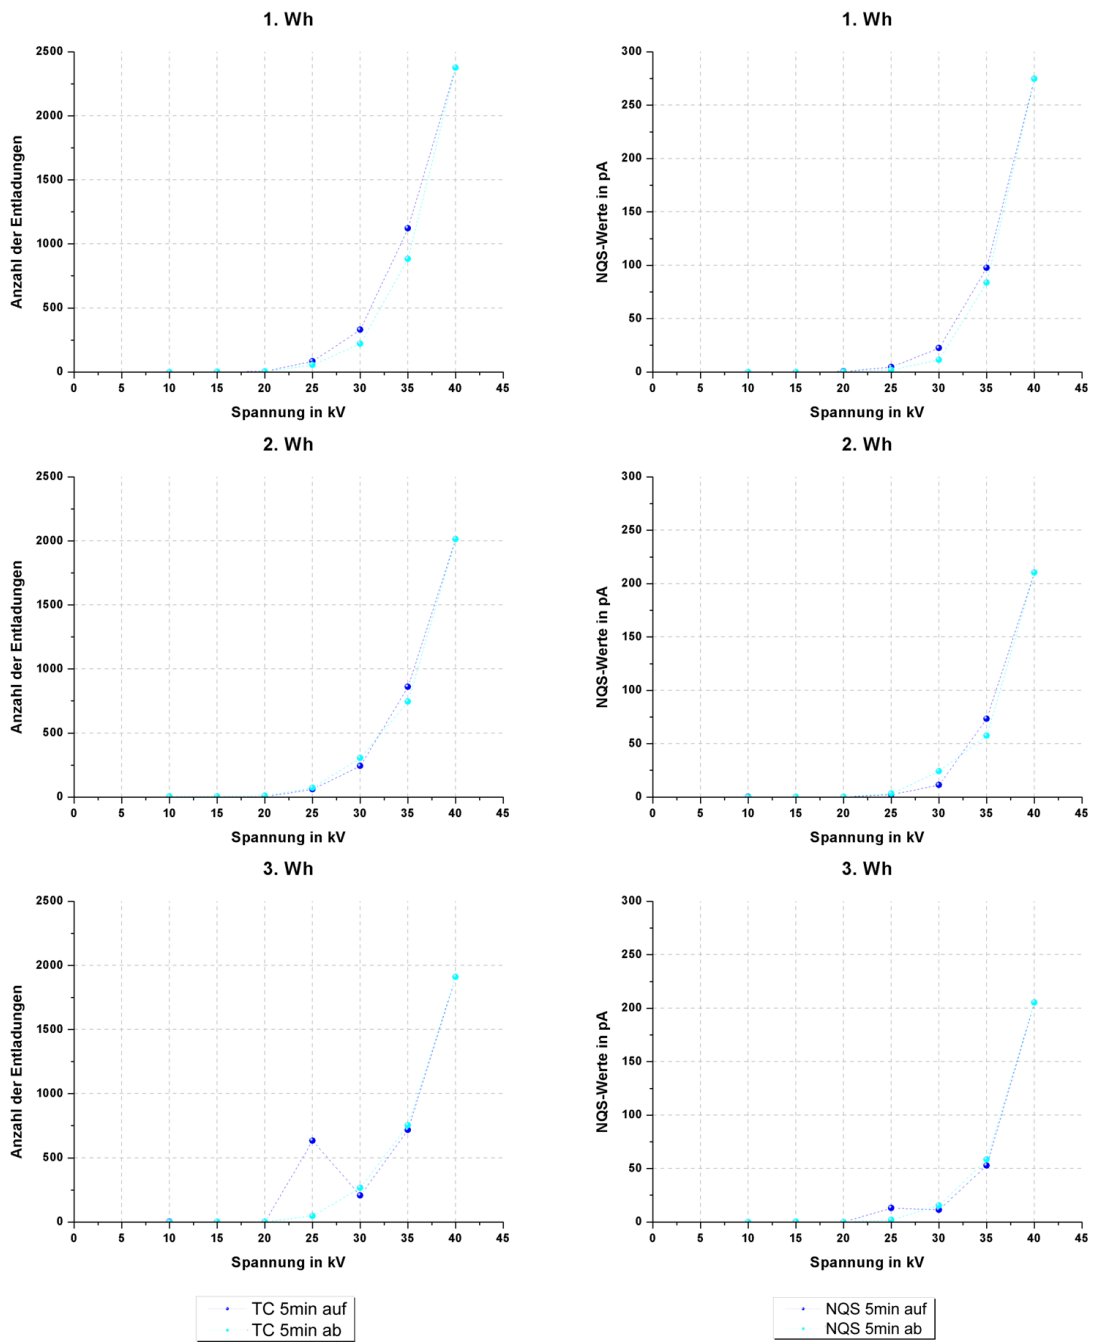 1. Wh
2500
2000
1500
1000
500
0
0 5 10 15 20 25 30 35 40 45
Anzahl der Entladungen
Spannung in kV
1. Wh
300
250
200
150
100
50
0
0 5 10 15 20 25 30 35 40 45
NQS-Werte in pA
Spannung in kV
2. Wh
2500
2000
1500
1000
500
0
0 5 10 15 20 25 30 35 40 45
Anzahl der Entladungen
Spannung in kV
2. Wh
300
250
200
150
100
50
0
0 5 10 15 20 25 30 35 40 45
NQS-Werte in pA
Spannung in kV
3. Wh
2500
2000
1500
1000
500
0
0 5 10 15 20 25 30 35 40 45
Anzahl der Entladungen
Spannung in kV
3. Wh
300
250
200
150
100
50
0
0 5 10 15 20 25 30 35 40 45
NQS-Werte in pA
Spannung in kV
TC 5min auf
TC 5min ab
NQS 5min auf
NQS 5min ab